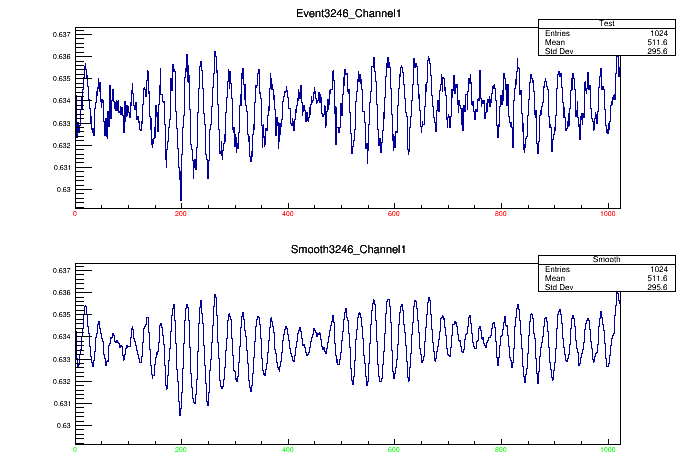 Event3246_Channel1
Test
Entries 1024
Mean 511.6
Std Dev 295.6
0.637
0.636
0.635
0.634
0.633
0.632
0.631
0.63
0 200 400 600 800 1000
Smooth3246_Channel1
Smooth
Entries 1024
Mean 511.6
Std Dev 295.6
0.637
0.636
0.635
0.634
0.633
0.632
0.631
0.63
0 200 400 600 800 1000